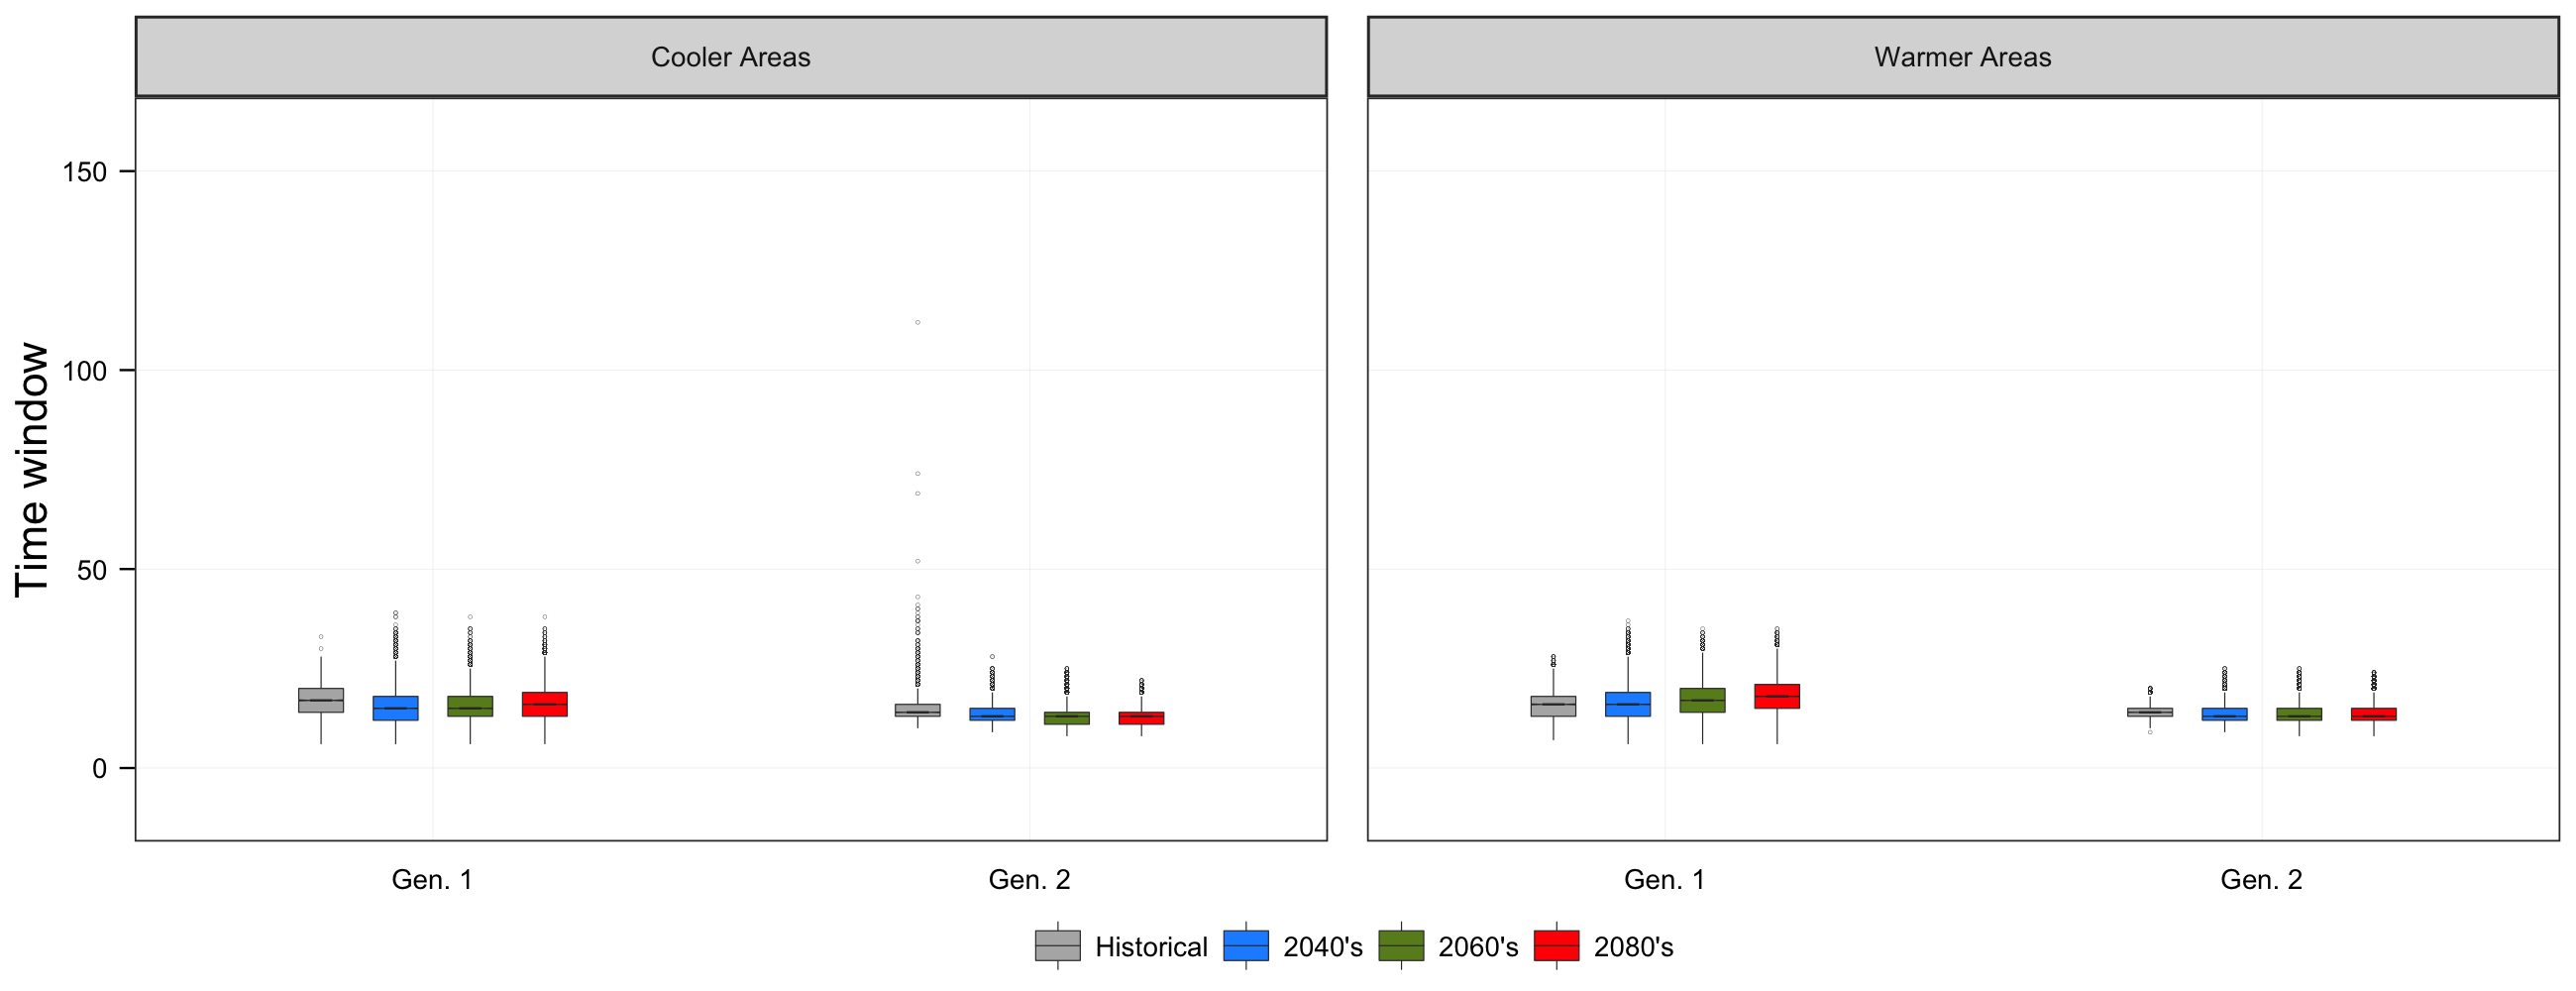 Cooler Areas
Warmer Areas
Time window
150
100
50
0
Gen. 1
Gen. 2
Gen. 1
Gen. 2
Historical
2040's
2060's
2080's